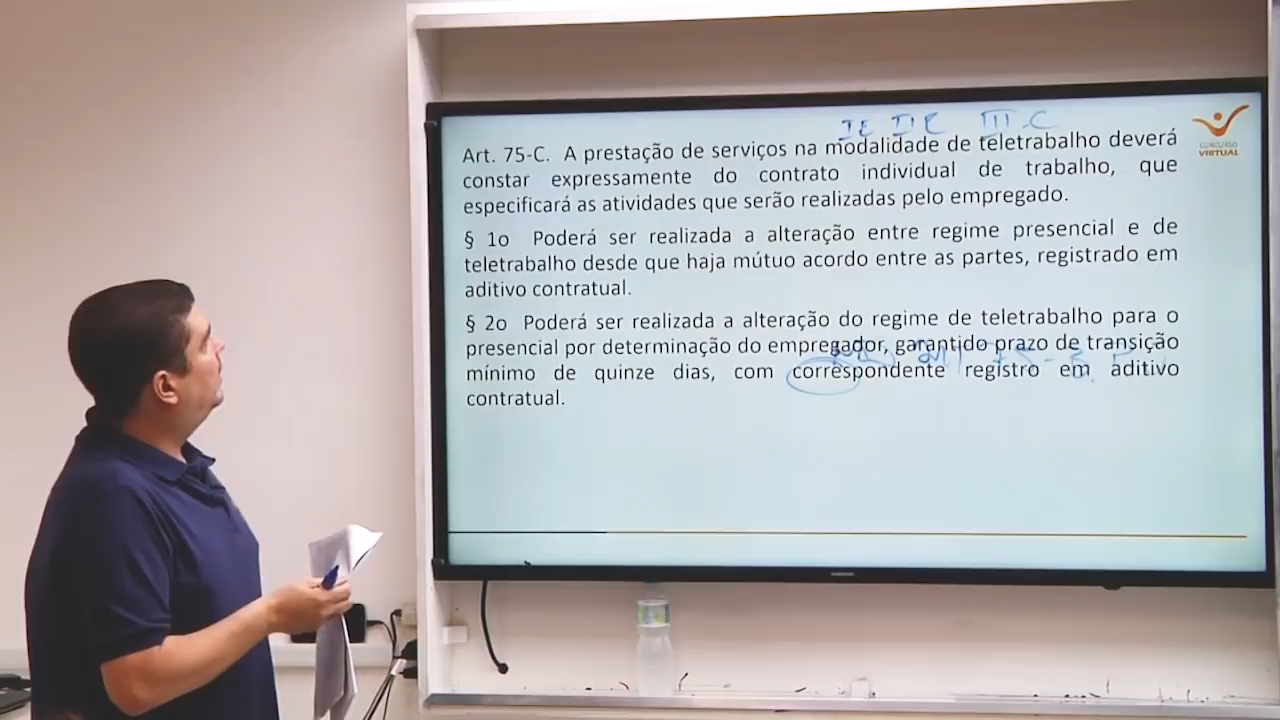 IE IIE III.C
CONCURSO
VIRTUAL
Art. 75-C. A prestação de serviços na modalidade de teletrabalho deverá
constar expressamente do contrato individual de trabalho, que
especificará as atividades que serão realizadas pelo empregado.
§ 1o Poderá ser realizada a alteração entre regime presencial e de
teletrabalho desde que haja mútuo acordo entre as partes, registrado em
aditivo contratual.
§ 2o Poderá ser realizada a alteração do regime de teletrabalho para o
presencial por determinação do empregador, garantido prazo de transição
mínimo de quinze dias, com correspondente registro em aditivo
contratual.
75-B